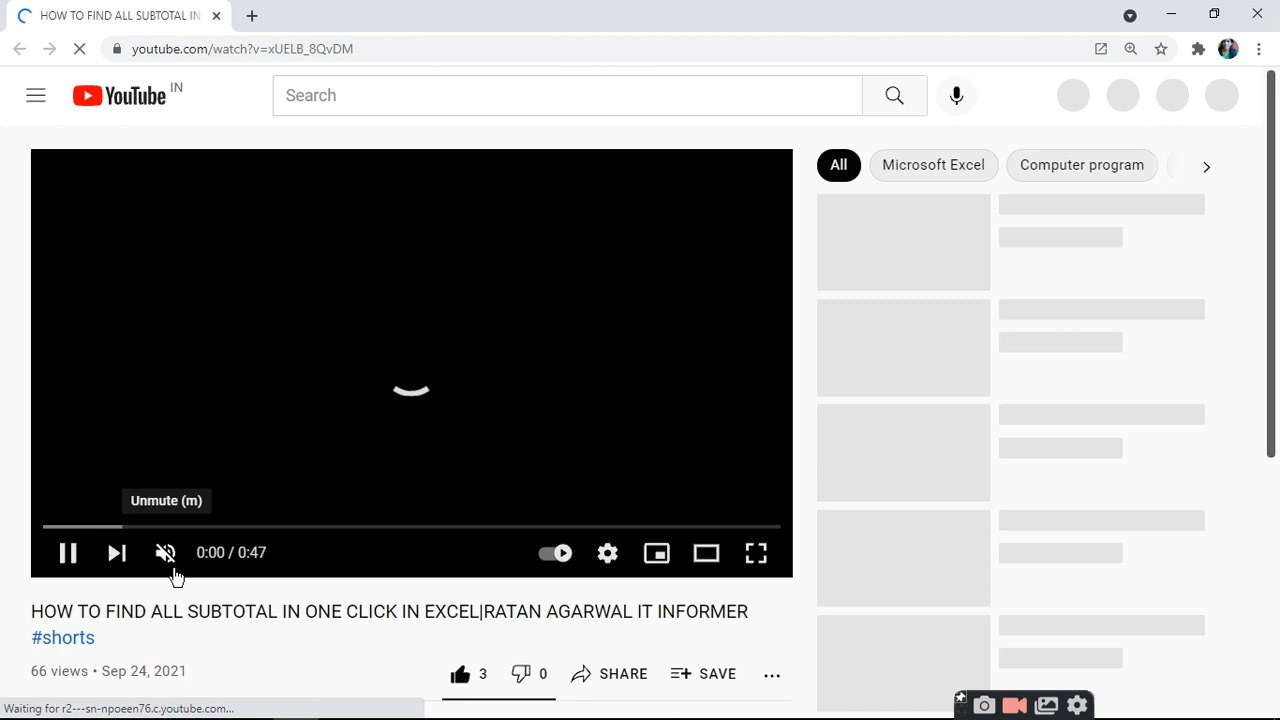 HOW TO FIND ALL SUBTOTAL IN
youtube.com/watch?v=xUELB_8QvDM
YouTube IN
Search
All
Microsoft Excel
Computer program
Unmute (m)
0:00 / 0:47
HOW TO FIND ALL SUBTOTAL IN ONE CLICK IN EXCEL|RATAN AGARWAL IT INFORMER
#shorts
66 views • Sep 24, 2021
3
0
SHARE
SAVE
Waiting for r2---sn-npoeen76.c.youtube.com...